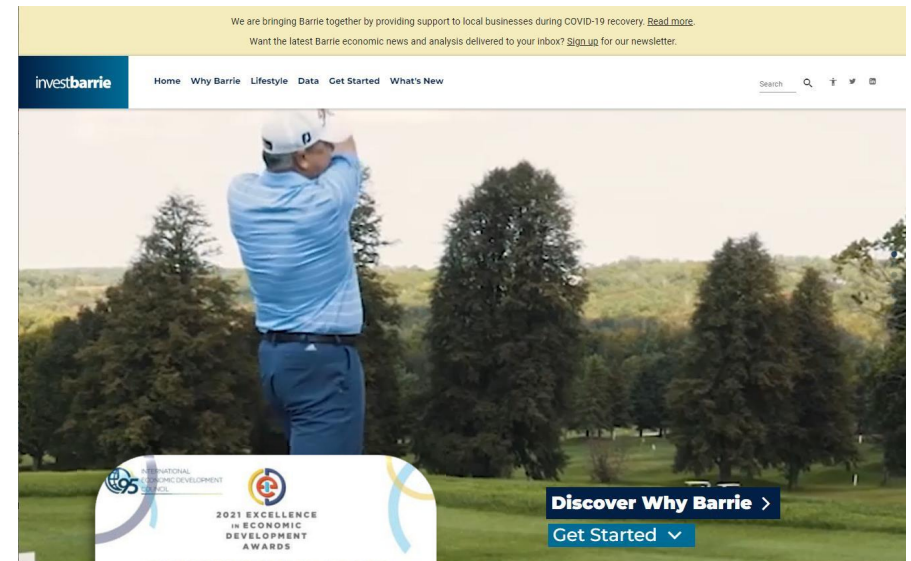 We are bringing Barrie together by providing support to local businesses during COVID-19 recovery. Read more.
Want the latest Barrie economic news and analysis delivered to your inbox? Sign up for our newsletter.
investbarrie
Home Why Barrie Lifestyle Data Get Started What's New
Search
95
INTERNATIONAL
ECONOMIC DEVELOPMENT
COUNCIL
2021 EXCELLENCE
IN ECONOMIC
DEVELOPMENT
AWARDS
Discover Why Barrie >
Get Started